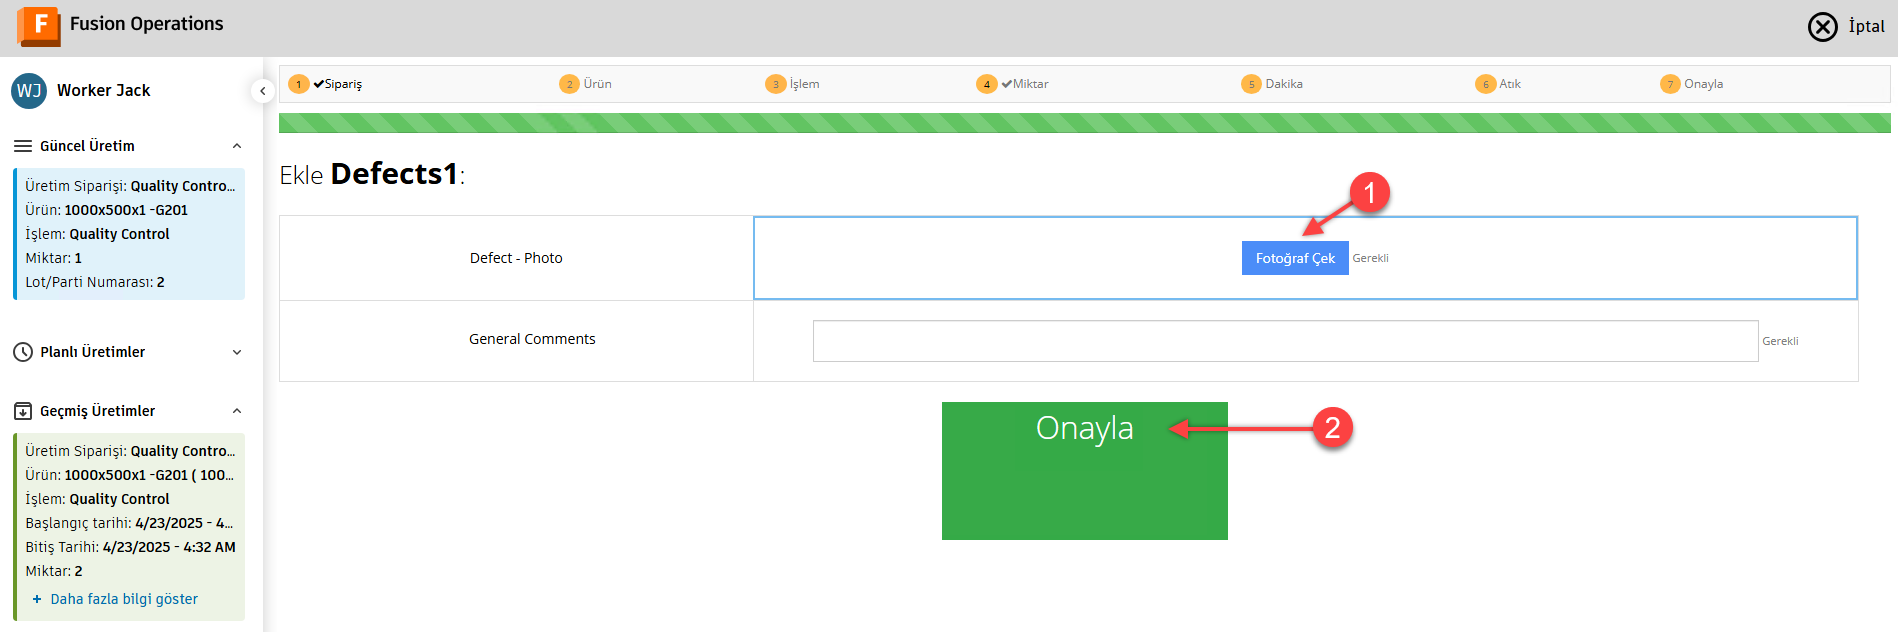 F Fusion Operations
İptal
WJ Worker Jack
1 Sipariş 2 Ürün 3 İşlem 4 Miktar 5 Dakika 6 Atık 7 Onayla
Güncel Üretim
Üretim Siparişi: Quality Contro...
Ürün: 1000x500x1 -G201
İşlem: Quality Control
Miktar: 1
Lot/Parti Numarası: 2
Planlı Üretimler
Geçmiş Üretimler
Üretim Siparişi: Quality Contro...
Ürün: 1000x500x1 -G201 ( 100...
İşlem: Quality Control
Başlangıç tarihi: 4/23/2025 - 4...
Bitiş Tarihi: 4/23/2025 - 4:32 AM
Miktar: 2
+ Daha fazla bilgi göster
Ekle Defects1:
1
Defect - Photo Fotoğraf Çek Gerekli
General Comments Gerekli
Onayla 2